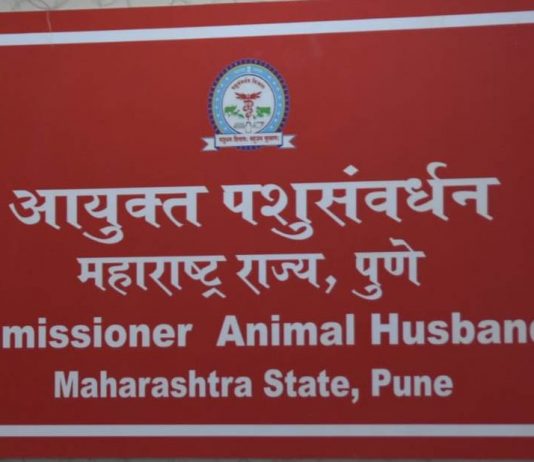 आयुक्त पशुसंवर्धन
महाराष्ट्र राज्य, पुणे
missioner Animal Husban
Maharashtra State, Pune